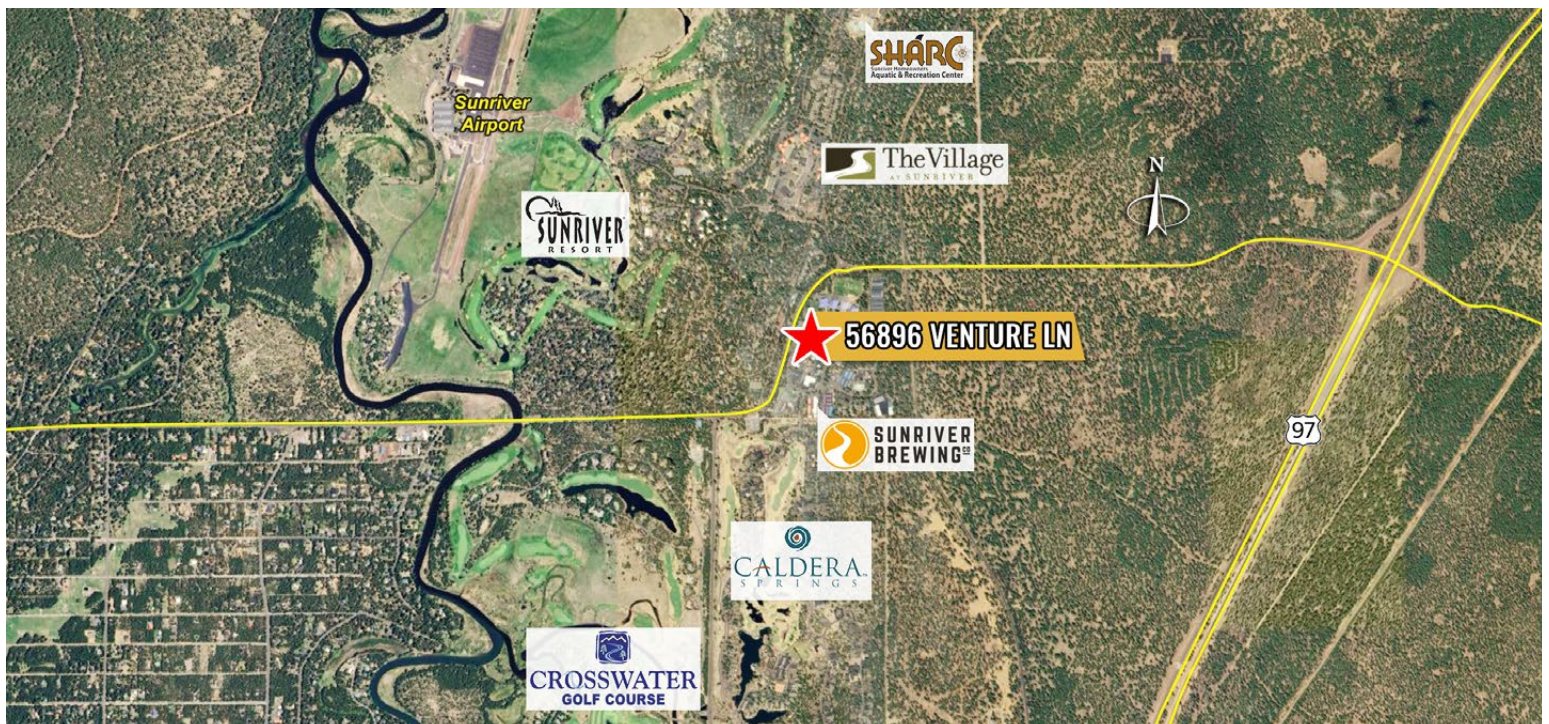 SHARC
Sunriver Homeowners
Aquatic & Recreation Center
Sunriver
Airport
The Village
AT SUNRIVER
N
SUNRIVER
RESORT
56896 VENTURE LN
97
SUNRIVER
BREWING CO
CALDERA
SPRINGS
CROSSWATER
GOLF COURSE